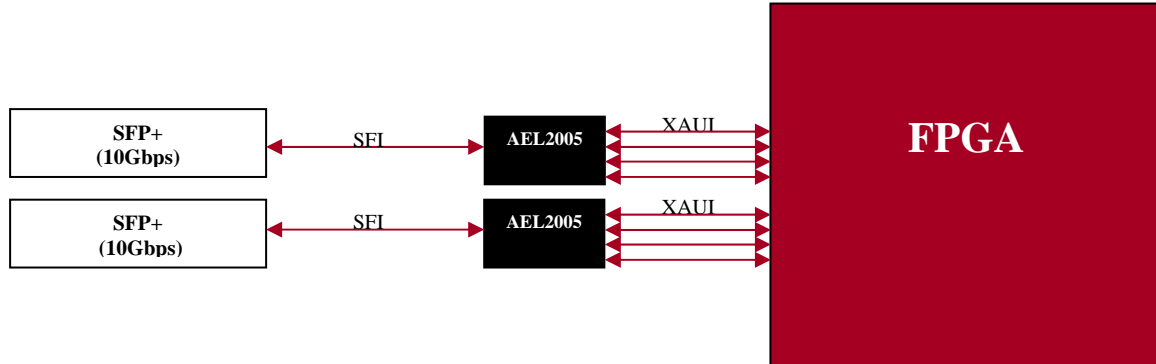 SFP+
(10Gbps)
SFI
AEL2005
XAUI
FPGA
SFP+
(10Gbps)
SFI
AEL2005
XAUI